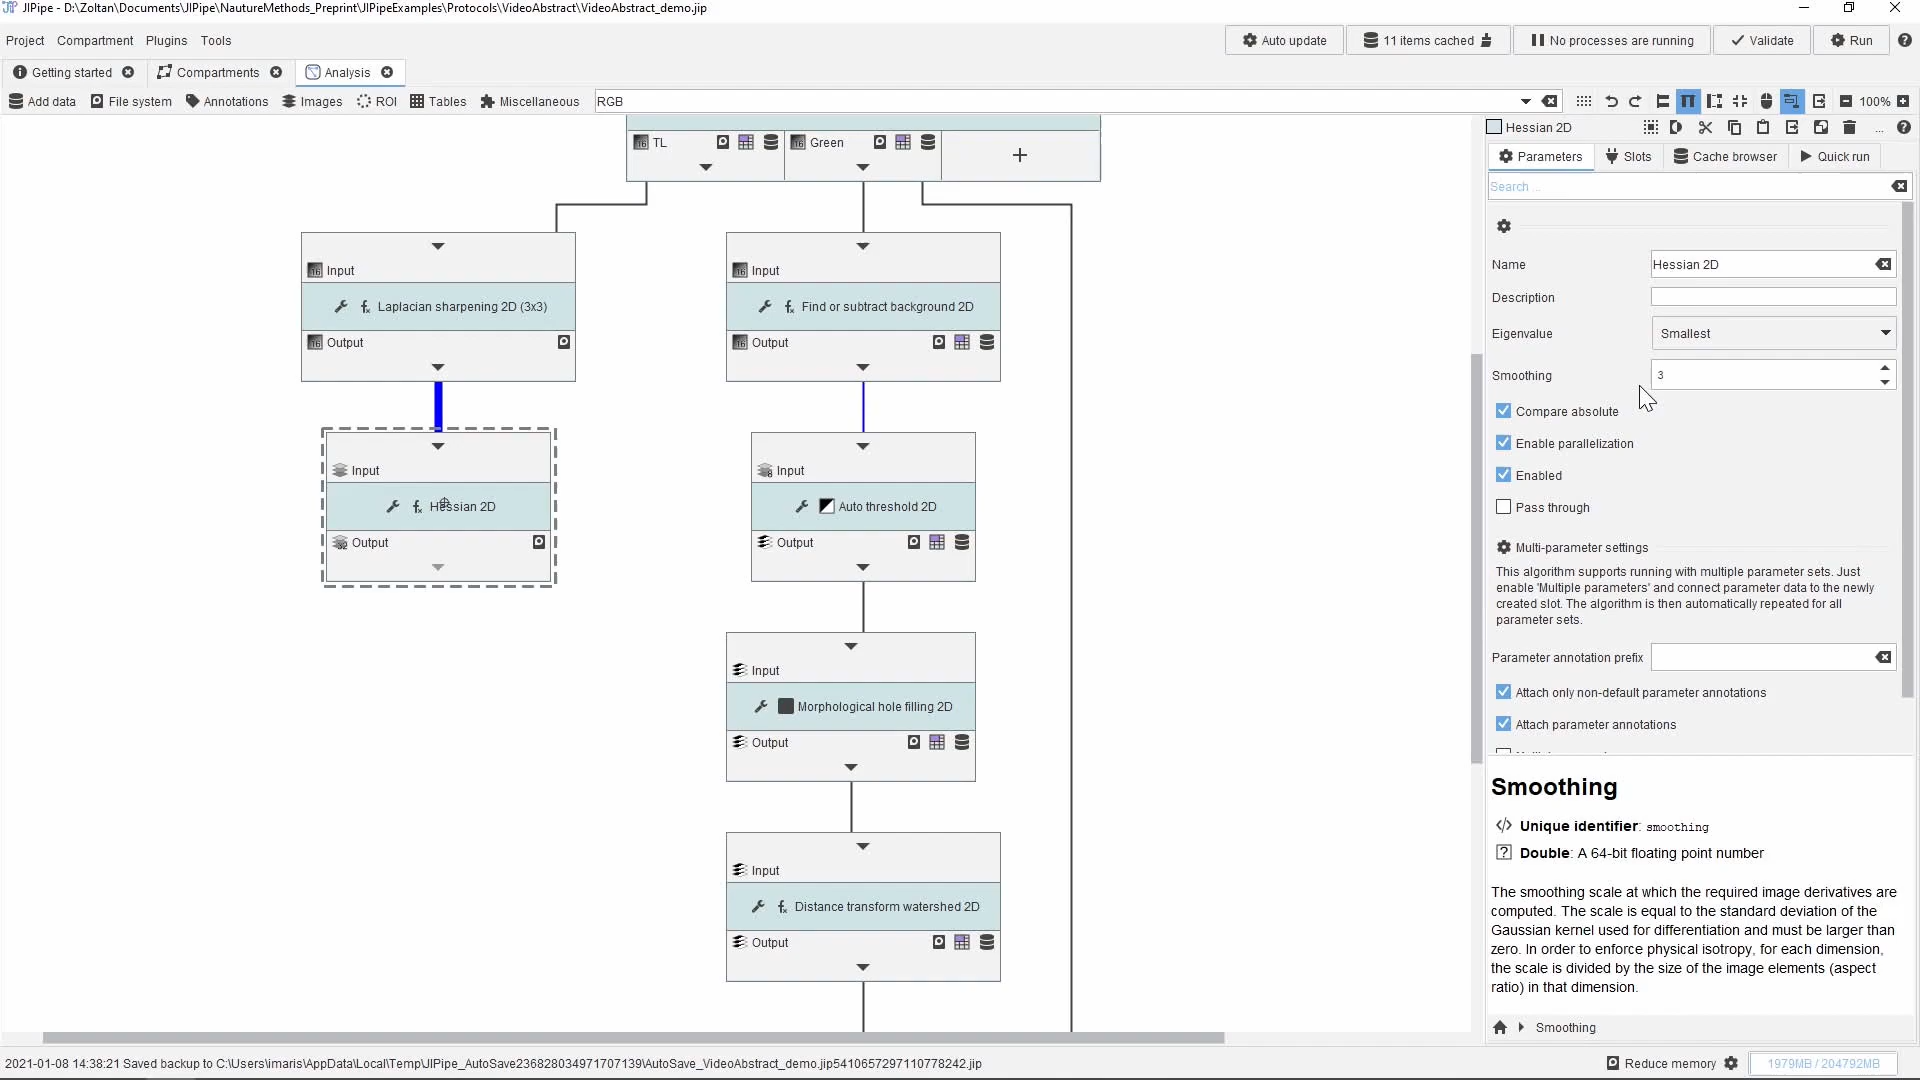 JIPipe - D:\Zoltan\Documents\JIPipe\NautureMethods_Preprint\JIPipeExamples\Protocols\VideoAbstract\VideoAbstract_demo.jip
Project Compartment Plugins Tools
Auto update 11 items cached No processes are running Validate Run
Getting started Compartments Analysis
Add data File system Annotations Images ROI Tables Miscellaneous RGB 100%
Hessian 2D ...
TL Green
Parameters Slots Cache browser Quick run
Search ...
Name Hessian 2D
Description
Eigenvalue Smallest
Smoothing 3
Compare absolute
Enable parallelization
Enabled
Pass through
Multi-parameter settings
This algorithm supports running with multiple parameter sets. Just
enable 'Multiple parameters' and connect parameter data to the newly
created slot. The algorithm is then automatically repeated for all
parameter sets.
Parameter annotation prefix
Attach only non-default parameter annotations
Attach parameter annotations
Input
Laplacian sharpening 2D (3x3)
Output
Input
Hessian 2D
Output
Input
Find or subtract background 2D
Output
Input
Auto threshold 2D
Output
Input
Morphological hole filling 2D
Output
Input
Distance transform watershed 2D
Output
Smoothing
Unique identifier: smoothing
Double: A 64-bit floating point number
The smoothing scale at which the required image derivatives are
computed. The scale is equal to the standard deviation of the
Gaussian kernel used for differentiation and must be larger than
zero. In order to enforce physical isotropy, for each dimension,
the scale is divided by the size of the image elements (aspect
ratio) in that dimension.
Smoothing
2021-01-08 14:38:21 Saved backup to C:\Users\imaris\AppData\Local\Temp\JIPipe_AutoSave236828034971707139\AutoSave_VideoAbstract_demo.jip5410657297110778242.jip
Reduce memory 1979MB / 204792MB